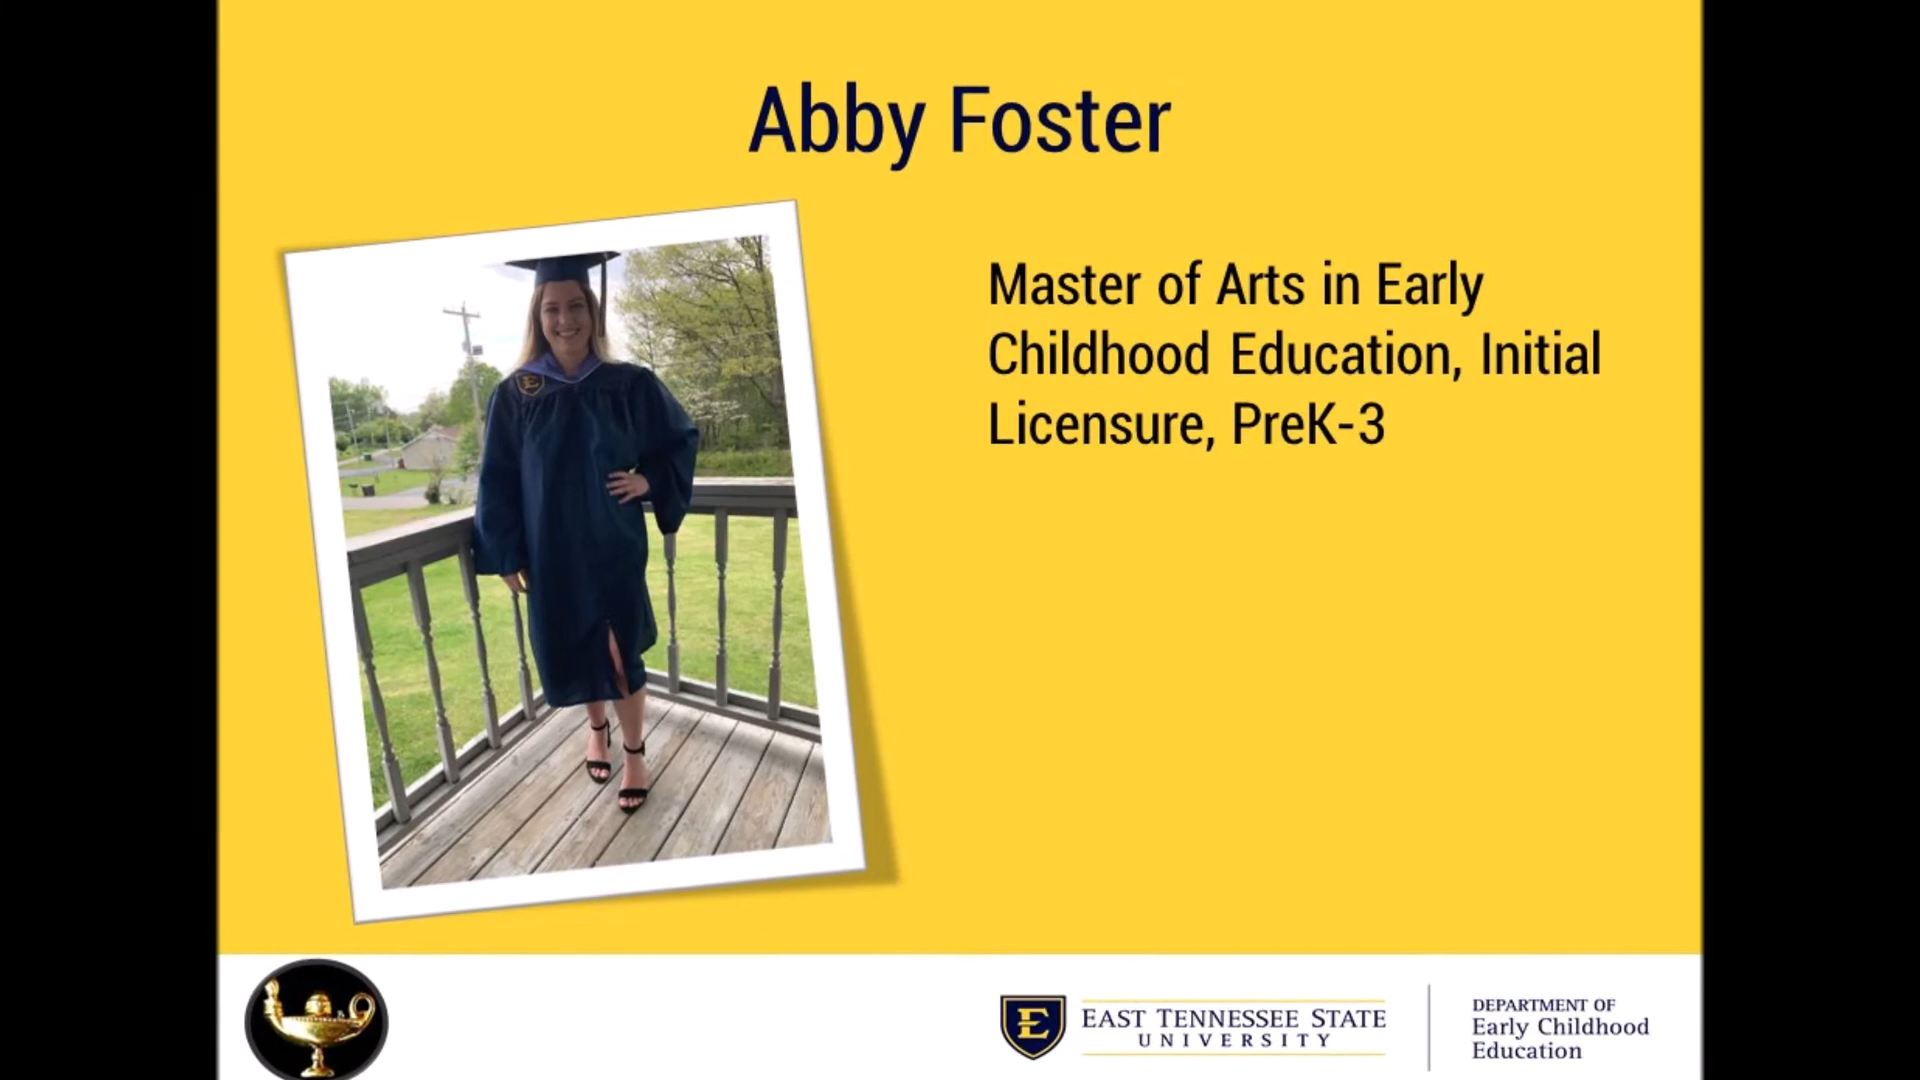 Abby Foster
Master of Arts in Early
Childhood Education, Initial
Licensure, PreK-3
E
E
EAST TENNESSEE STATE
UNIVERSITY
DEPARTMENT OF
Early Childhood
Education